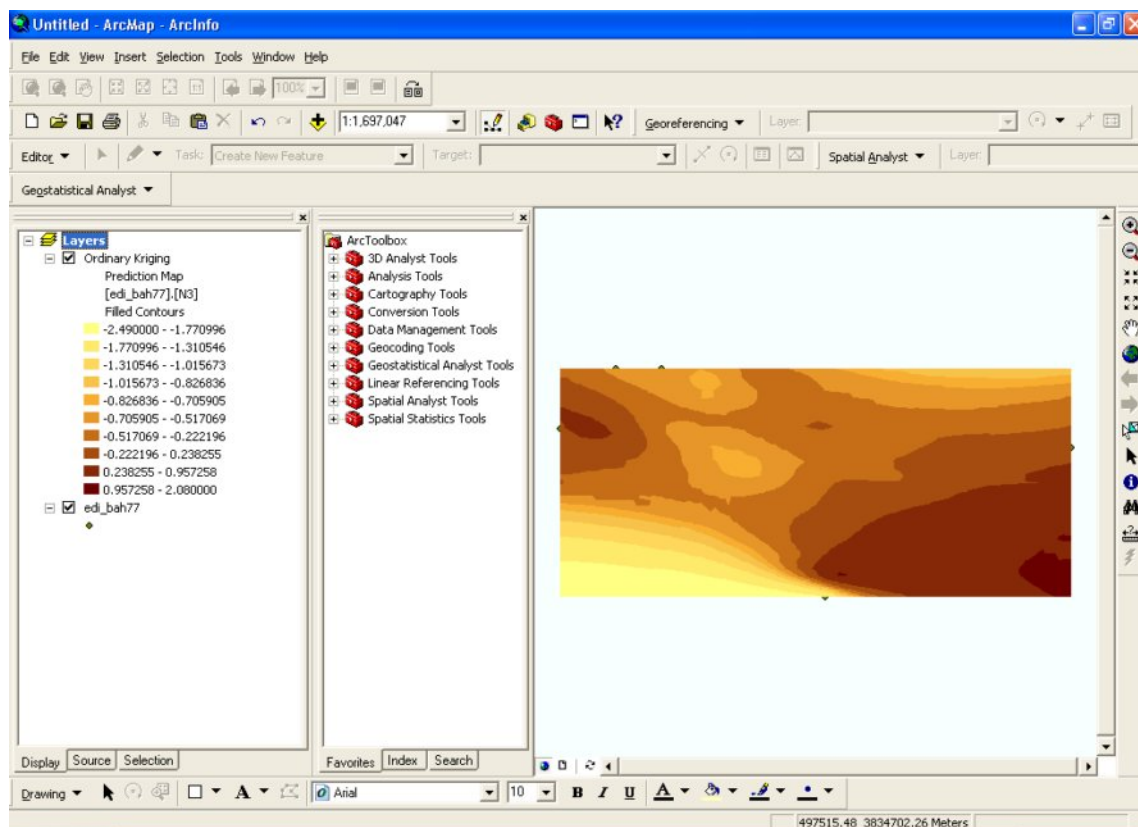 Untitled - ArcMap - ArcInfo
File Edit View Insert Selection Tools Window Help
100%
1:1,697,047 Georeferencing Layer:
Editor Task: Create New Feature Target: Spatial Analyst Layer:
Geostatistical Analyst
Layers
Ordinary Kriging
Prediction Map
[edi_bah77].[N3]
Filled Contours
-2.490000 - -1.770996
-1.770996 - -1.310546
-1.310546 - -1.015673
-1.015673 - -0.826836
-0.826836 - -0.705905
-0.705905 - -0.517069
-0.517069 - -0.222196
-0.222196 - 0.238255
0.238255 - 0.957258
0.957258 - 2.080000
edi_bah77
ArcToolbox
3D Analyst Tools
Analysis Tools
Cartography Tools
Conversion Tools
Data Management Tools
Geocoding Tools
Geostatistical Analyst Tools
Linear Referencing Tools
Spatial Analyst Tools
Spatial Statistics Tools
Display Source Selection
Favorites Index Search
Drawing A Arial 10 B I U A
497515.48 3834702.26 Meters